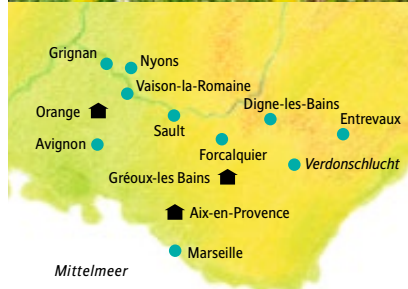 Grignan
Nyons
Vaison-la-Romaine
Orange
Digne-les-Bains
Entrevaux
Sault
Avignon
Forcalquier
Verdonschlucht
Gréoux-les Bains
Aix-en-Provence
Marseille
Mittelmeer